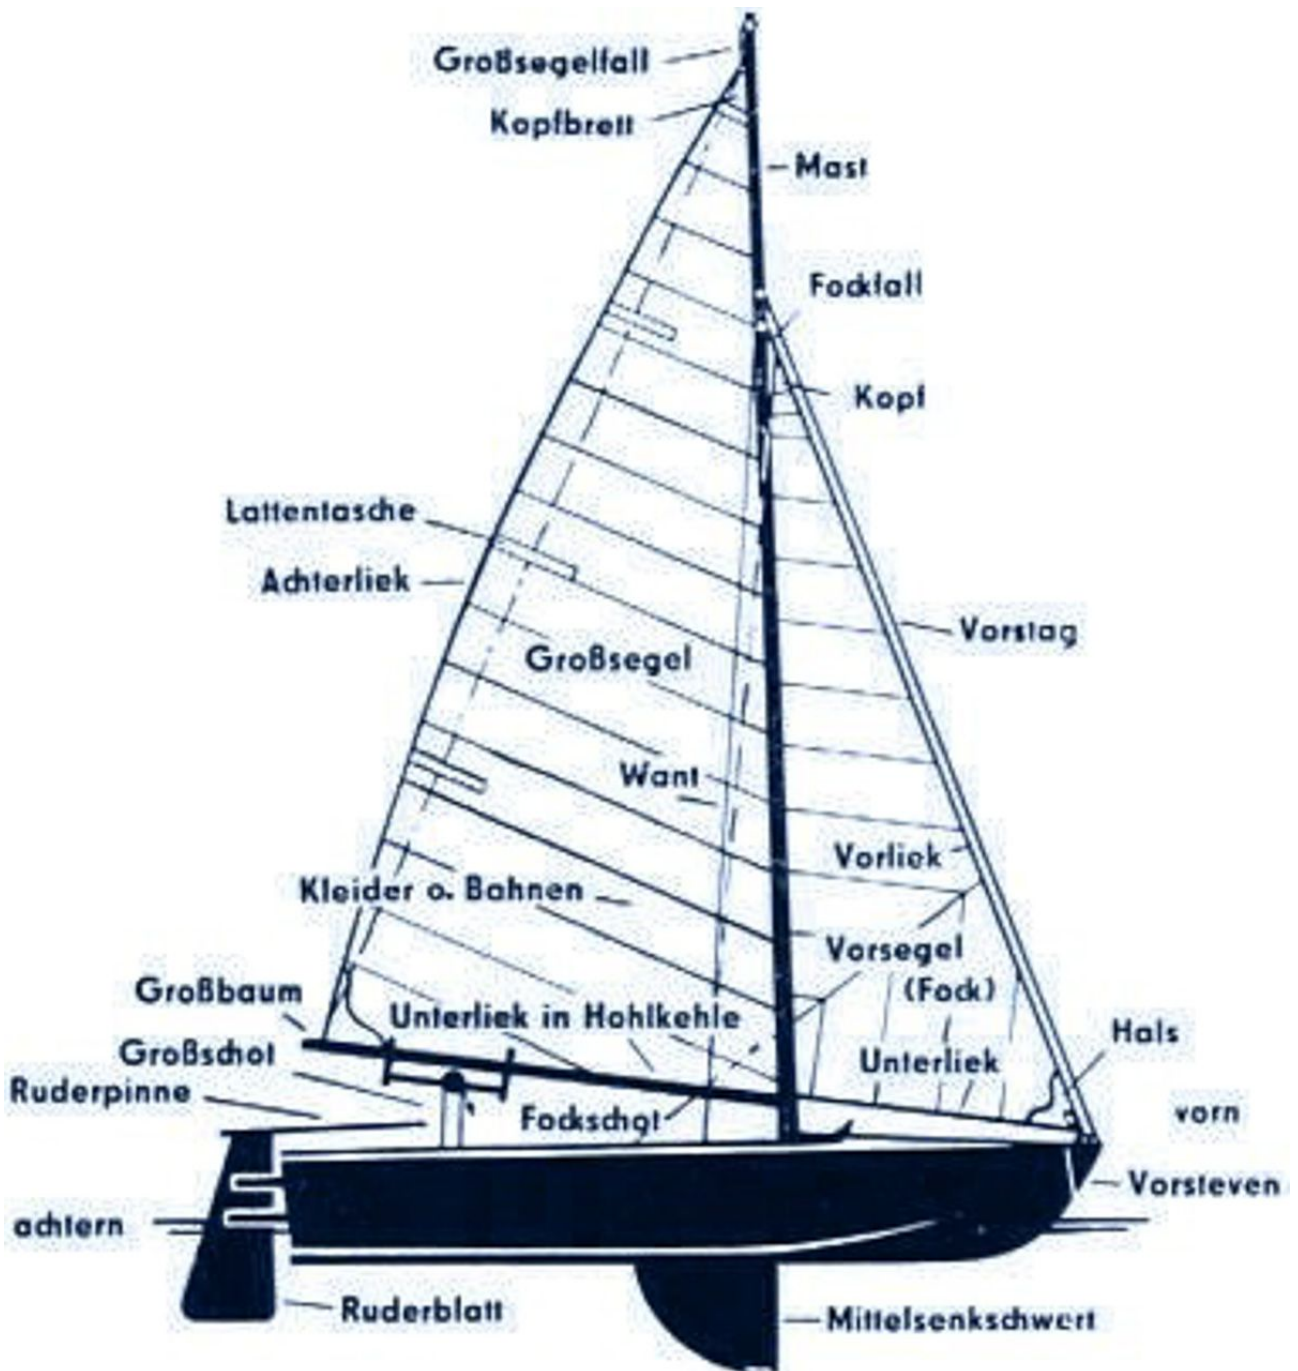 Großsegelfall
Kopfbrett
Mast
Fockfall
Kopf
Lattentasche
Achterliek
Vorstag
Großsegel
Want
Vorliek
Kleider o. Bahnen
Vorsegel
(Fock)
Großbaum
Unterliek in Hohlkehle
Hals
Großschot
Unterliek
Ruderpinne
Fockschot
vorn
Vorsteven
achtern
Ruderblatt
Mittelsenkschwert